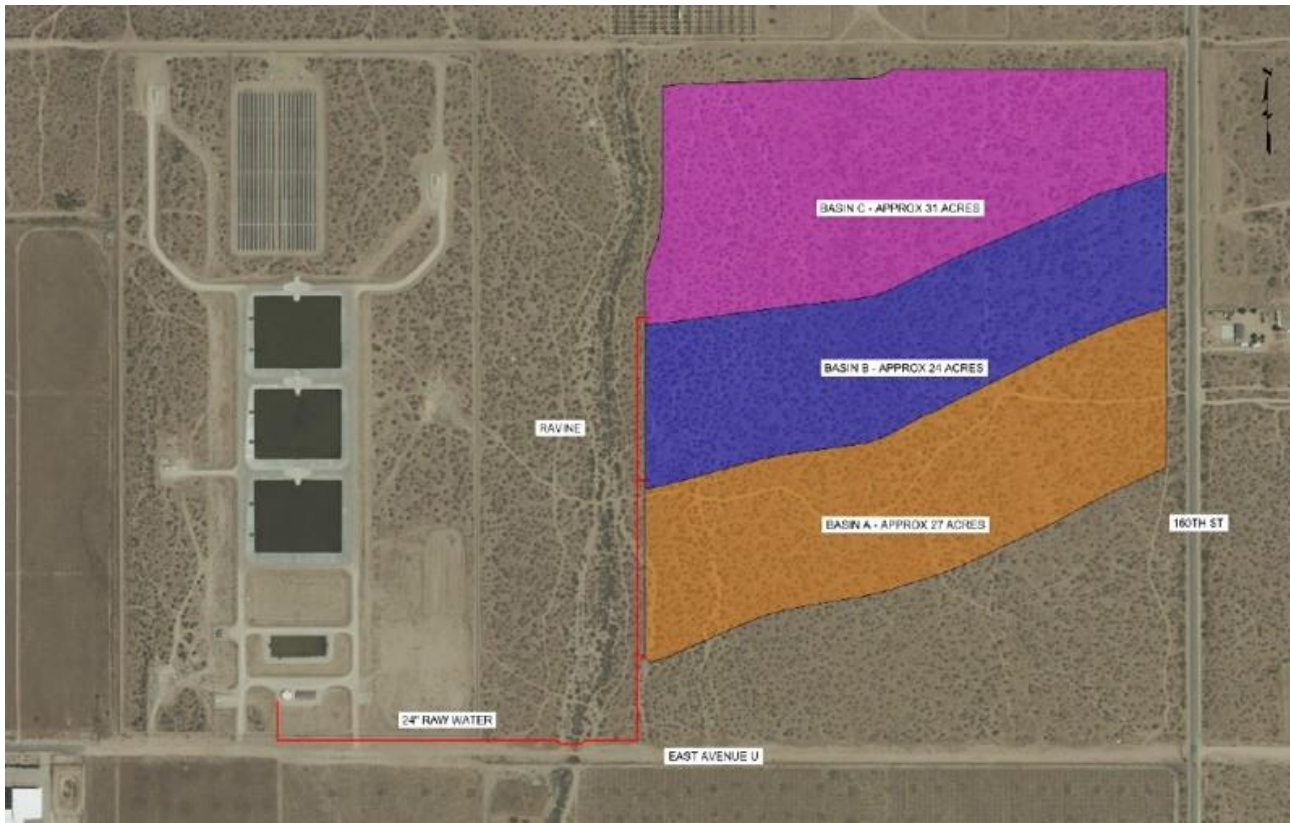 BASIN C - APPROX 31 ACRES
BASIN B - APPROX 24 ACRES
RAVINE
BASIN A - APPROX 27 ACRES
160TH ST
24" RAW WATER
EAST AVENUE U